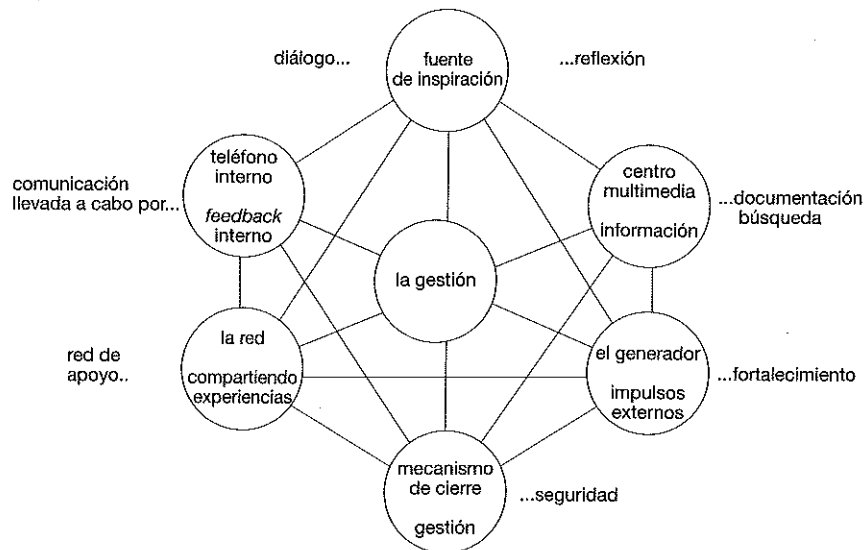 diálogo...
fuente
de inspiración
...reflexión
teléfono
interno
feedback
interno
comunicación
llevada a cabo por...
centro
multimedia
información
...documentación
búsqueda
la gestión
la red
compartiendo
experiencias
red de
apoyo..
el generador
impulsos
externos
...fortalecimiento
mecanismo
de cierre
gestión
...seguridad